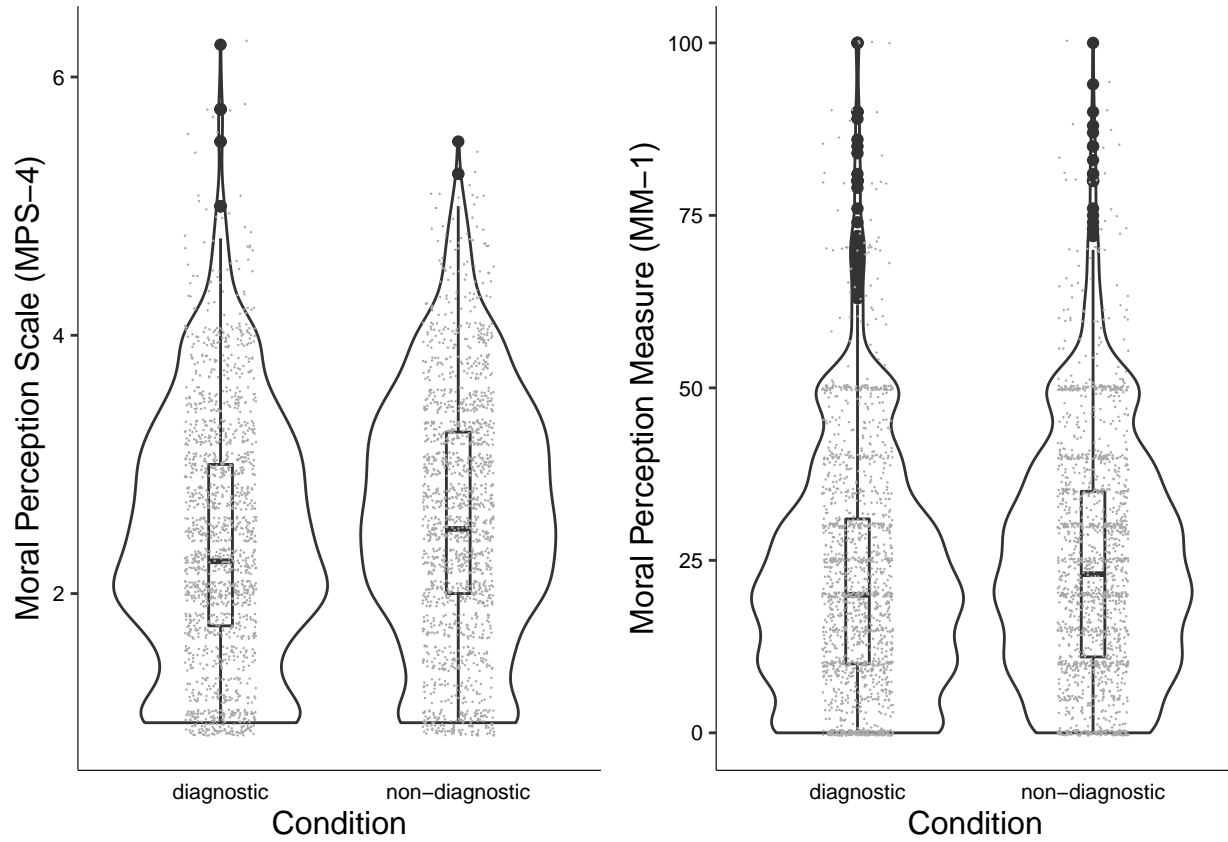 Moral Perception Scale (MPS−4)
6
4
2
diagnostic non−diagnostic
Condition
Moral Perception Measure (MM−1)
100
75
50
25
0
diagnostic non−diagnostic
Condition